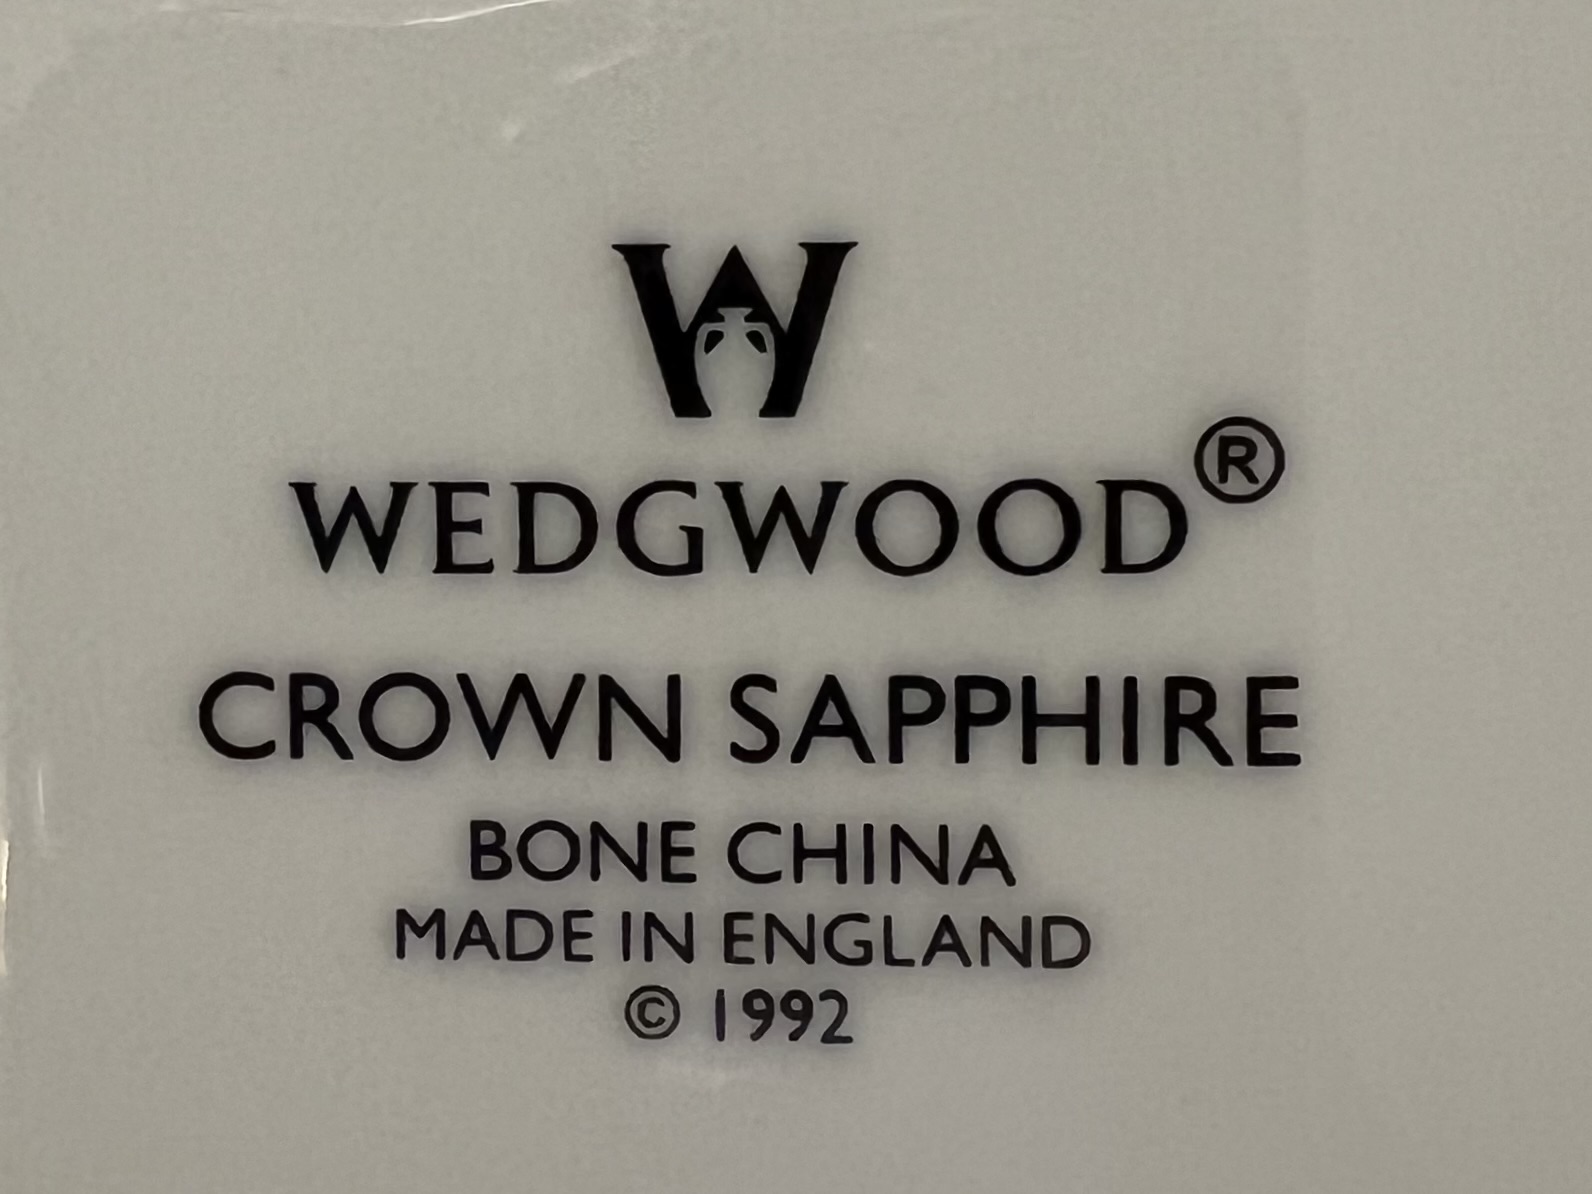 W
WEDGWOOD®
CROWN SAPPHIRE
BONE CHINA
MADE IN ENGLAND
© 1992